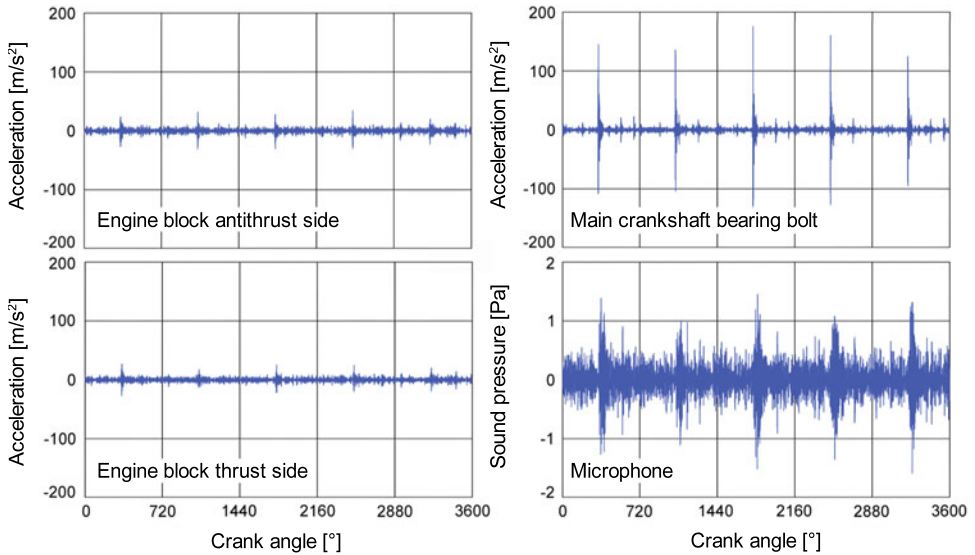 Acceleration [m/s²]
200
100
0
-100
-200
Engine block antithrust side
Acceleration [m/s²]
200
100
0
-100
-200
Main crankshaft bearing bolt
Acceleration [m/s²]
200
100
0
-100
-200
Engine block thrust side
0 720 1440 2160 2880 3600
Crank angle [°]
Sound pressure [Pa]
2
1
0
-1
-2
Microphone
0 720 1440 2160 2880 3600
Crank angle [°]